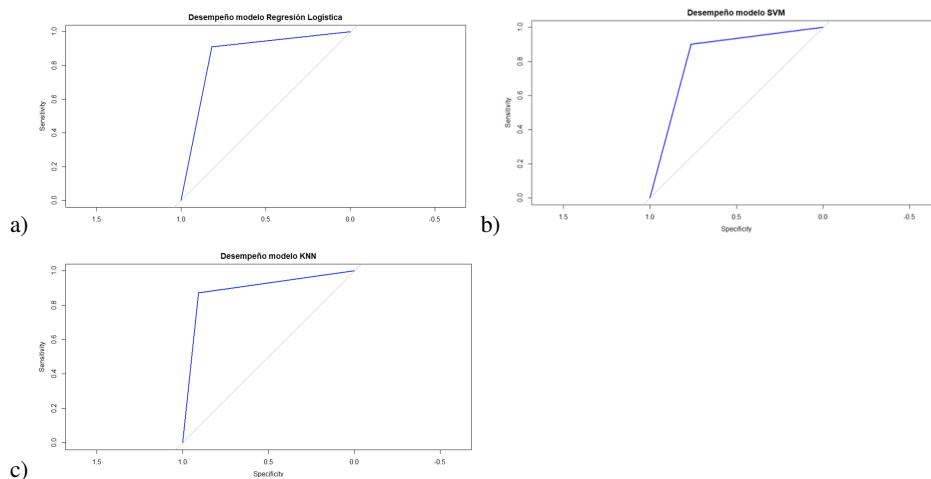 Desempeño modelo Regresión Logistica
Sensitivity
1.0
0.8
0.6
0.4
0.2
0.0
1.5 1.0 0.5 0.0 -0.5
a)
Desempeño modelo SVM
Sensitivity
1.0
0.8
0.6
0.4
0.2
0.0
1.5 1.0 0.5 0.0 -0.5
Specificity
b)
Desempeño modelo KNN
Sensitivity
1.0
0.8
0.6
0.4
0.2
0.0
1.5 1.0 0.5 0.0 -0.5
Specificity
c)